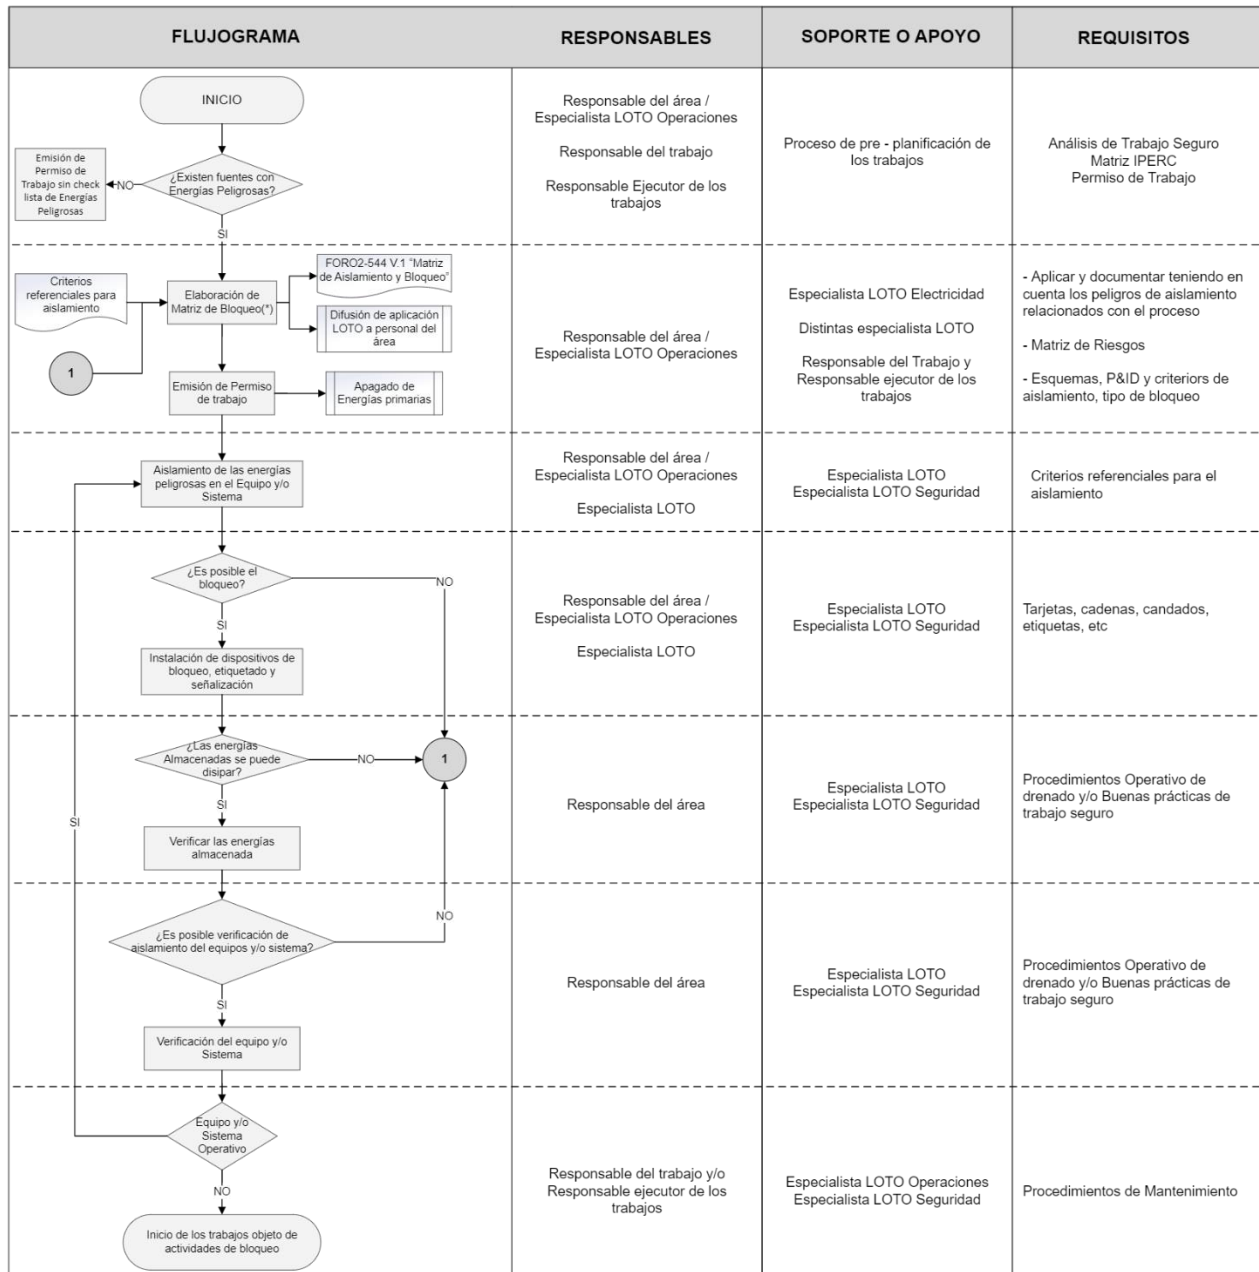 FLUJOGRAMA
RESPONSABLES
SOPORTE O APOYO
REQUISITOS
INICIO
¿Existen fuentes con
Energías Peligrosas?
NO
Emisión de
Permiso de
Trabajo sin check
lista de Energías
Peligrosas
SI
Responsable del área /
Especialista LOTO Operaciones
Responsable del trabajo
Responsable Ejecutor de los
trabajos
Proceso de pre - planificación de
los trabajos
Análisis de Trabajo Seguro
Matriz IPERC
Permiso de Trabajo
Criterios
referenciales para
aislamiento
1
Elaboración de
Matriz de Bloqueo(*)
FORO2-544 V.1 “Matriz
de Aislamiento y Bloqueo”
Difusión de aplicación
LOTO a personal del
área
Emisión de Permiso
de trabajo
Apagado de
Energías primarias
Responsable del área /
Especialista LOTO Operaciones
Especialista LOTO Electricidad
Distintas especialista LOTO
Responsable del Trabajo y
Responsable ejecutor de los
trabajos
- Aplicar y documentar teniendo en
cuenta los peligros de aislamiento
relacionados con el proceso
- Matriz de Riesgos
- Esquemas, P&ID y criteriors de
aislamiento, tipo de bloqueo
Aislamiento de las energías
peligrosas en el Equipo y/o
Sistema
Responsable del área /
Especialista LOTO Operaciones
Especialista LOTO
Especialista LOTO
Especialista LOTO Seguridad
Criterios referenciales para el
aislamiento
¿Es posible el
bloqueo?
NO
SI
Instalación de dispositivos de
bloqueo, etiquetado y
señalización
Responsable del área /
Especialista LOTO Operaciones
Especialista LOTO
Especialista LOTO
Especialista LOTO Seguridad
Tarjetas, cadenas, candados,
etiquetas, etc
¿Las energías
Almacenadas se puede
disipar?
NO
1
SI
SI
Verificar las energías
almacenada
Responsable del área
Especialista LOTO
Especialista LOTO Seguridad
Procedimientos Operativo de
drenado y/o Buenas prácticas de
trabajo seguro
¿Es posible verificación de
aislamiento del equipos y/o sistema?
NO
SI
Verificación del equipo y/o
Sistema
Responsable del área
Especialista LOTO
Especialista LOTO Seguridad
Procedimientos Operativo de
drenado y/o Buenas prácticas de
trabajo seguro
Equipo y/o
Sistema
Operativo
NO
Inicio de los trabajos objeto de
actividades de bloqueo
Responsable del trabajo y/o
Responsable ejecutor de los
trabajos
Especialista LOTO Operaciones
Especialista LOTO Seguridad
Procedimientos de Mantenimiento